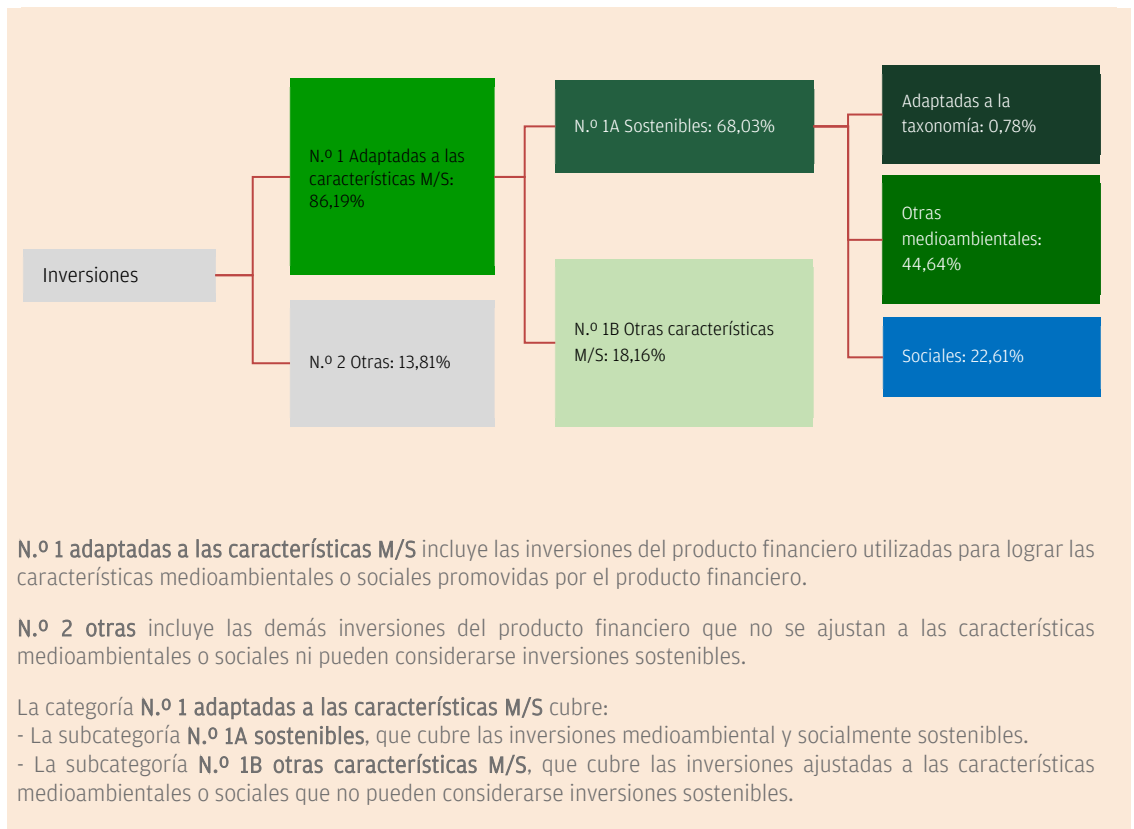 Inversiones
N.º 1 Adaptadas a las
características M/S:
86,19%
N.º 2 Otras: 13,81%
N.º 1A Sostenibles: 68,03%
N.º 1B Otras características
M/S: 18,16%
Adaptadas a la
taxonomía: 0,78%
Otras
medioambientales:
44,64%
Sociales: 22,61%
N.º 1 adaptadas a las características M/S incluye las inversiones del producto financiero utilizadas para lograr las
características medioambientales o sociales promovidas por el producto financiero.
N.º 2 otras incluye las demás inversiones del producto financiero que no se ajustan a las características
medioambientales o sociales ni pueden considerarse inversiones sostenibles.
La categoría N.º 1 adaptadas a las características M/S cubre:
- La subcategoría N.º 1A sostenibles, que cubre las inversiones medioambiental y socialmente sostenibles.
- La subcategoría N.º 1B otras características M/S, que cubre las inversiones ajustadas a las características
medioambientales o sociales que no pueden considerarse inversiones sostenibles.